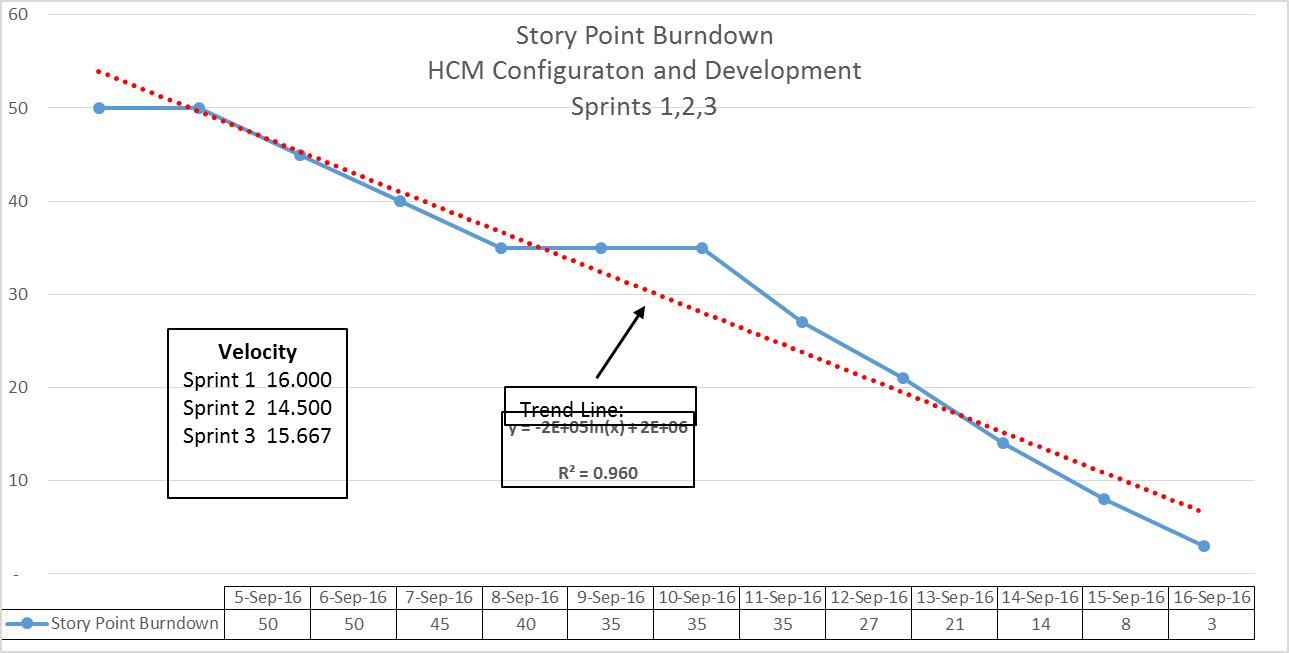 Story Point Burndown
HCM Configuraton and Development
Sprints 1,2,3
60
50
40
30
20
10
-
Velocity
Sprint 1 16.000
Sprint 2 14.500
Sprint 3 15.667
Trend Line:
y = -2E+05ln(x) + 2E+06
R² = 0.960
5-Sep-16 6-Sep-16 7-Sep-16 8-Sep-16 9-Sep-16 10-Sep-16 11-Sep-16 12-Sep-16 13-Sep-16 14-Sep-16 15-Sep-16 16-Sep-16
Story Point Burndown 50 50 45 40 35 35 35 27 21 14 8 3